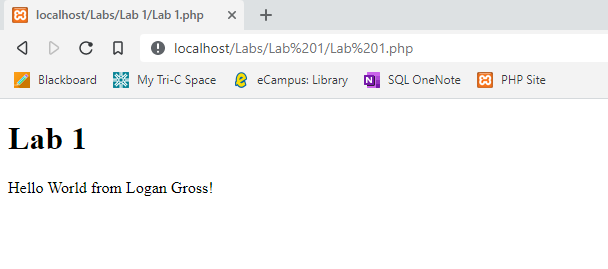 localhost/Labs/Lab 1/Lab 1.php
localhost/Labs/Lab%201/Lab%201.php
Blackboard My Tri-C Space eCampus: Library SQL OneNote PHP Site
Lab 1
Hello World from Logan Gross!